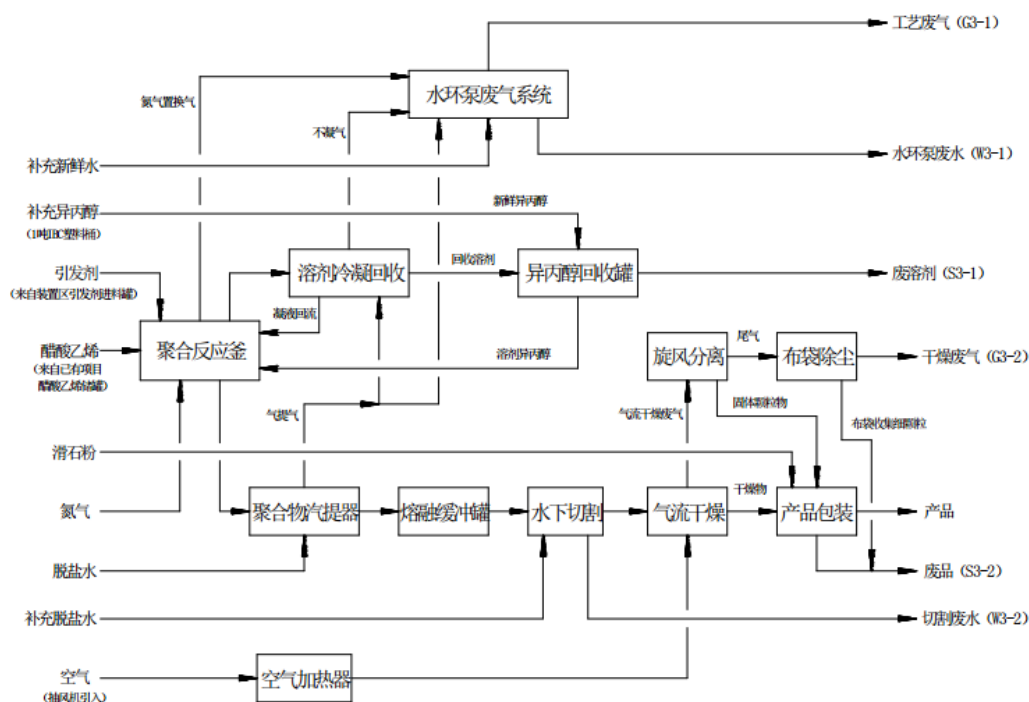 工艺废气(G3-1)
水环泵废气系统
氮气置换气
不凝气
补充新鲜水
水环泵废水(W3-1)
新鲜异丙醇
补充异丙醇
(1吨IBC塑料桶)
引发剂
(来自装置区引发剂进料罐)
溶剂冷凝回收
回收溶剂
异丙醇回收罐
废溶剂(S3-1)
凝液回流
聚合反应釜
醋酸乙烯
(来自已有项目
醋酸乙烯储罐)
溶剂异丙醇
旋风分离
尾气
布袋除尘
干燥废气(G3-2)
气提气
气流干燥废气
固体颗粒物
布袋收集细颗粒
滑石粉
氮气
聚合物汽提器
熔融缓冲罐
水下切割
气流干燥
干燥物
产品包装
产品
脱盐水
废品(S3-2)
补充脱盐水
切割废水(W3-2)
空气
(抽风机引入)
空气加热器